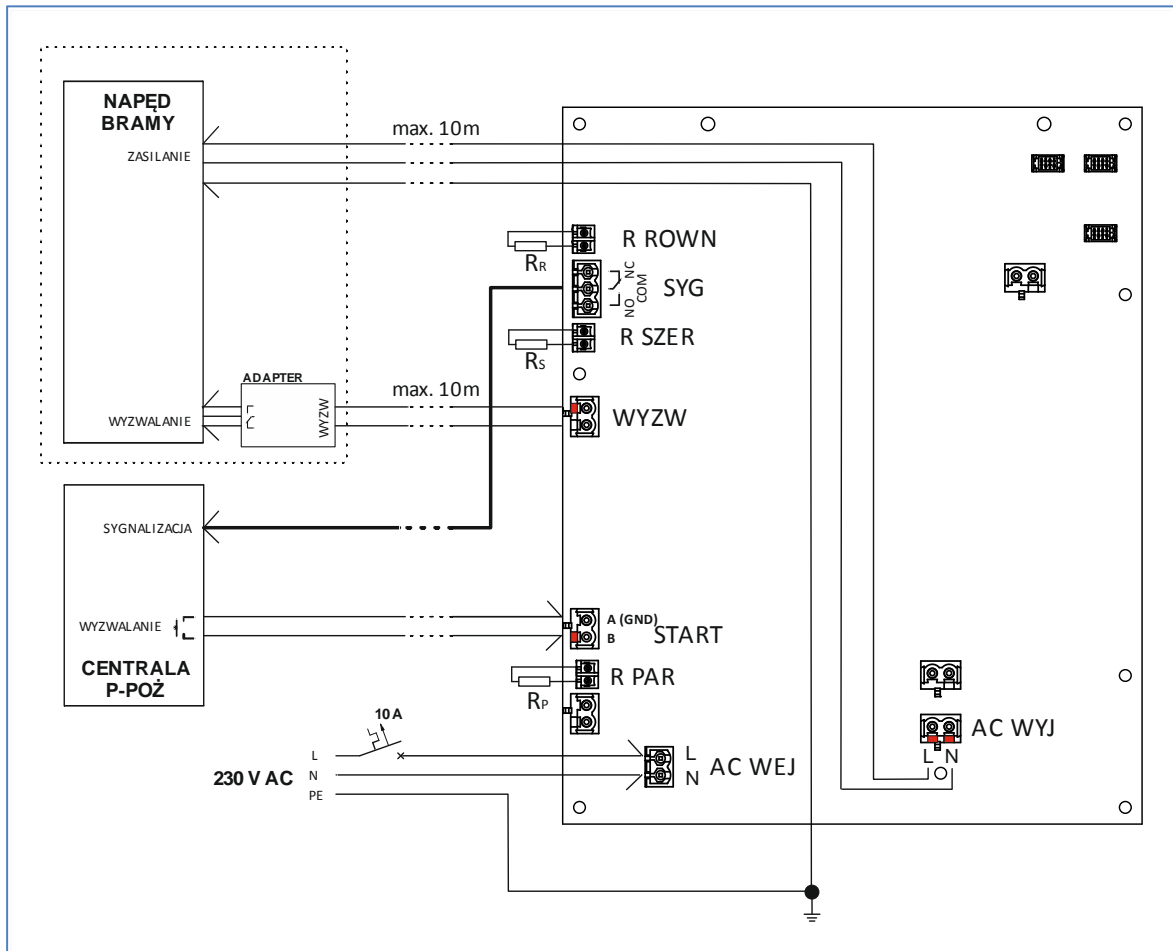 NAPĘD
BRAMY
ZASILANIE
max. 10m
R ROWN
RR
NC
COM
NO
SYG
R SZER
RS
ADAPTER
max. 10m
WYZWALANIE
WYZW
WYZW
SYGNALIZACJA
A (GND)
B
START
WYZWALANIE
CENTRALA
P-POŻ
R PAR
RP
10 A
AC WYJ
L N
L
N
PE
230 V AC
L
N
AC WEJ